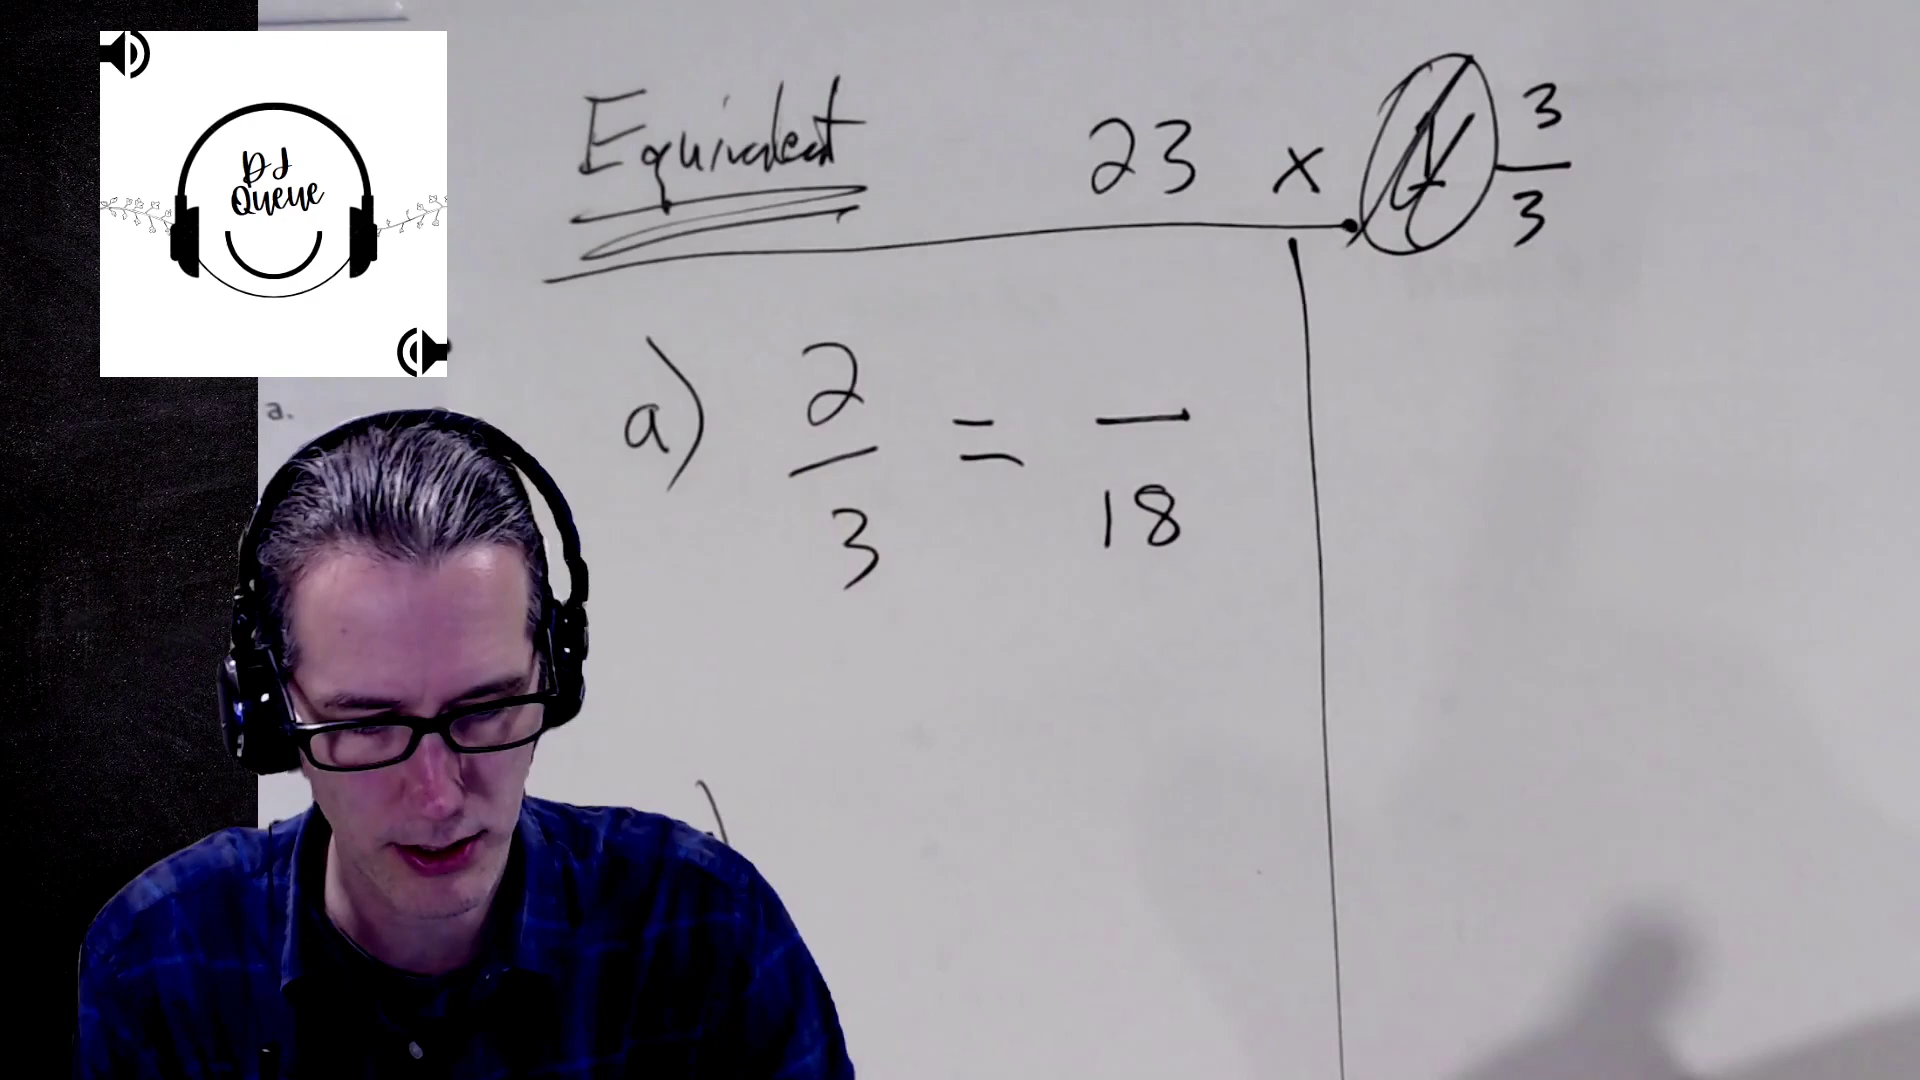 DJ
Queue
Equivalent 23 x 3
3
a.
a) 2 =
3 18
)